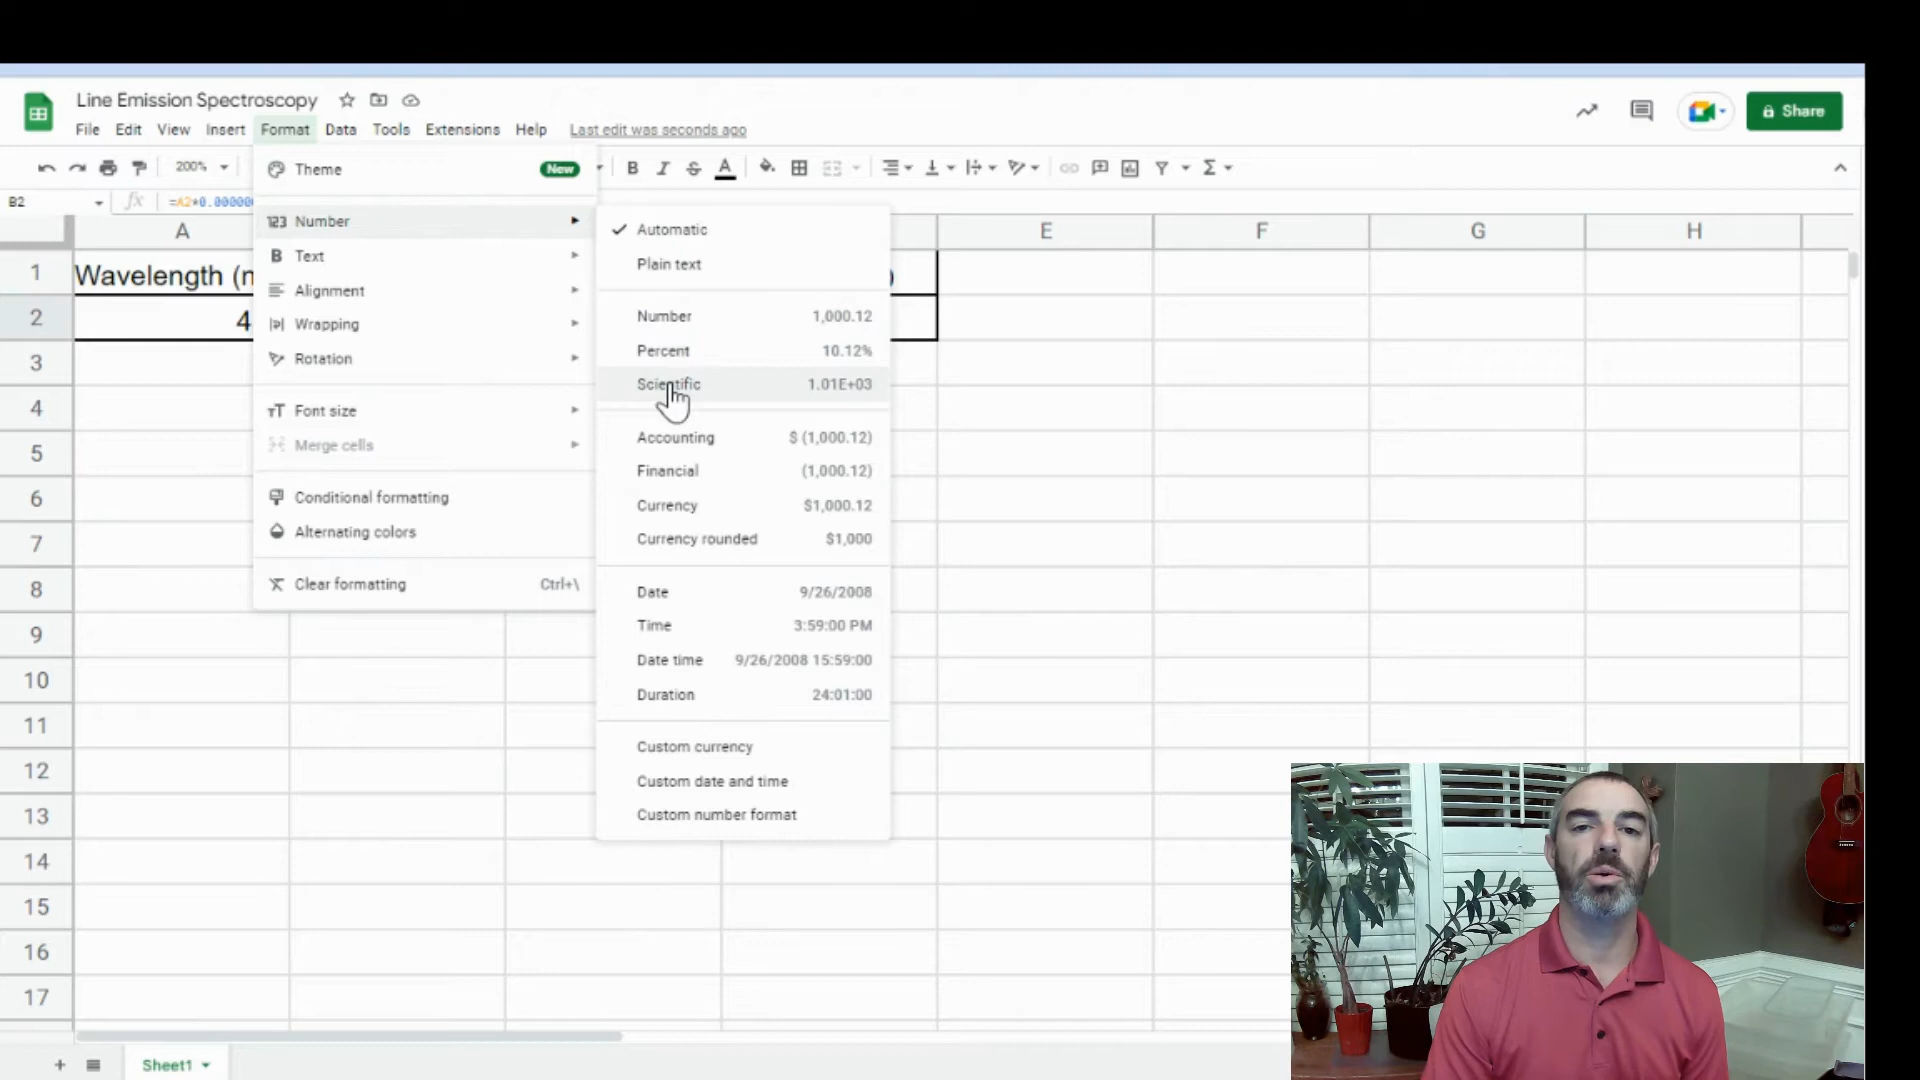 Line Emission Spectroscopy
Share
File Edit View Insert Format Data Tools Extensions Help Last edit was seconds ago
200%
Theme New
B2 =A2*0.000000
Number
Text
Alignment
Wrapping
Rotation
Font size
Merge cells
Conditional formatting
Alternating colors
Clear formatting Ctrl+\
Automatic
Plain text
Number 1,000.12
Percent 10.12%
Scientific 1.01E+03
Accounting $ (1,000.12)
Financial (1,000.12)
Currency $1,000.12
Currency rounded $1,000
Date 9/26/2008
Time 3:59:00 PM
Date time 9/26/2008 15:59:00
Duration 24:01:00
Custom currency
Custom date and time
Custom number format
A E F G H
1 Wavelength ( )
2 4
3
4
5
6
7
8
9
10
11
12
13
14
15
16
17
Sheet1